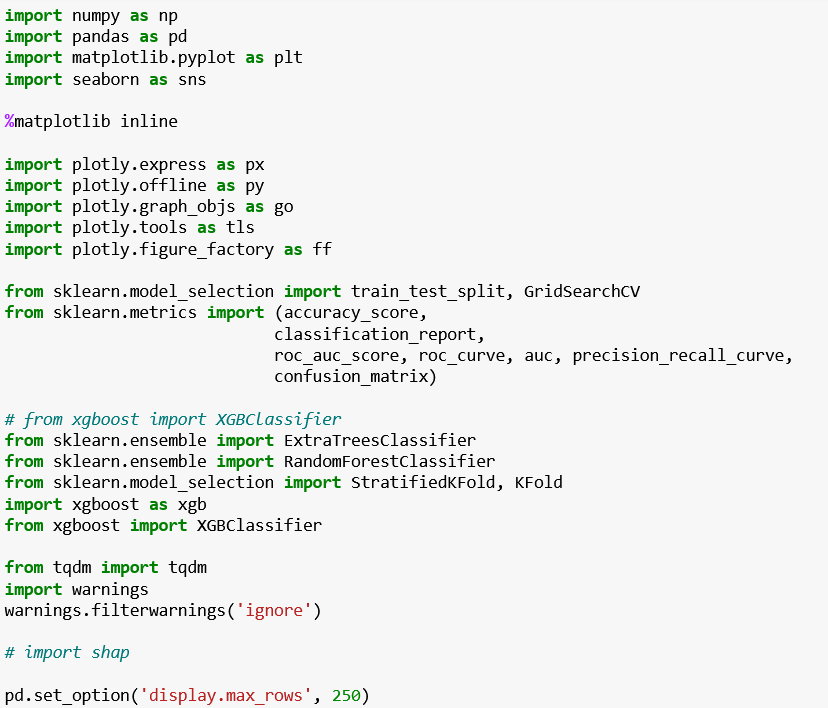 import numpy as np
import pandas as pd
import matplotlib.pyplot as plt
import seaborn as sns

%matplotlib inline

import plotly.express as px
import plotly.offline as py
import plotly.graph_objs as go
import plotly.tools as tls
import plotly.figure_factory as ff

from sklearn.model_selection import train_test_split, GridSearchCV
from sklearn.metrics import (accuracy_score,
                            classification_report,
                            roc_auc_score, roc_curve, auc, precision_recall_curve,
                            confusion_matrix)

# from xgboost import XGBClassifier
from sklearn.ensemble import ExtraTreesClassifier
from sklearn.ensemble import RandomForestClassifier
from sklearn.model_selection import StratifiedKFold, KFold
import xgboost as xgb
from xgboost import XGBClassifier

from tqdm import tqdm
import warnings
warnings.filterwarnings('ignore')

# import shap

pd.set_option('display.max_rows', 250)